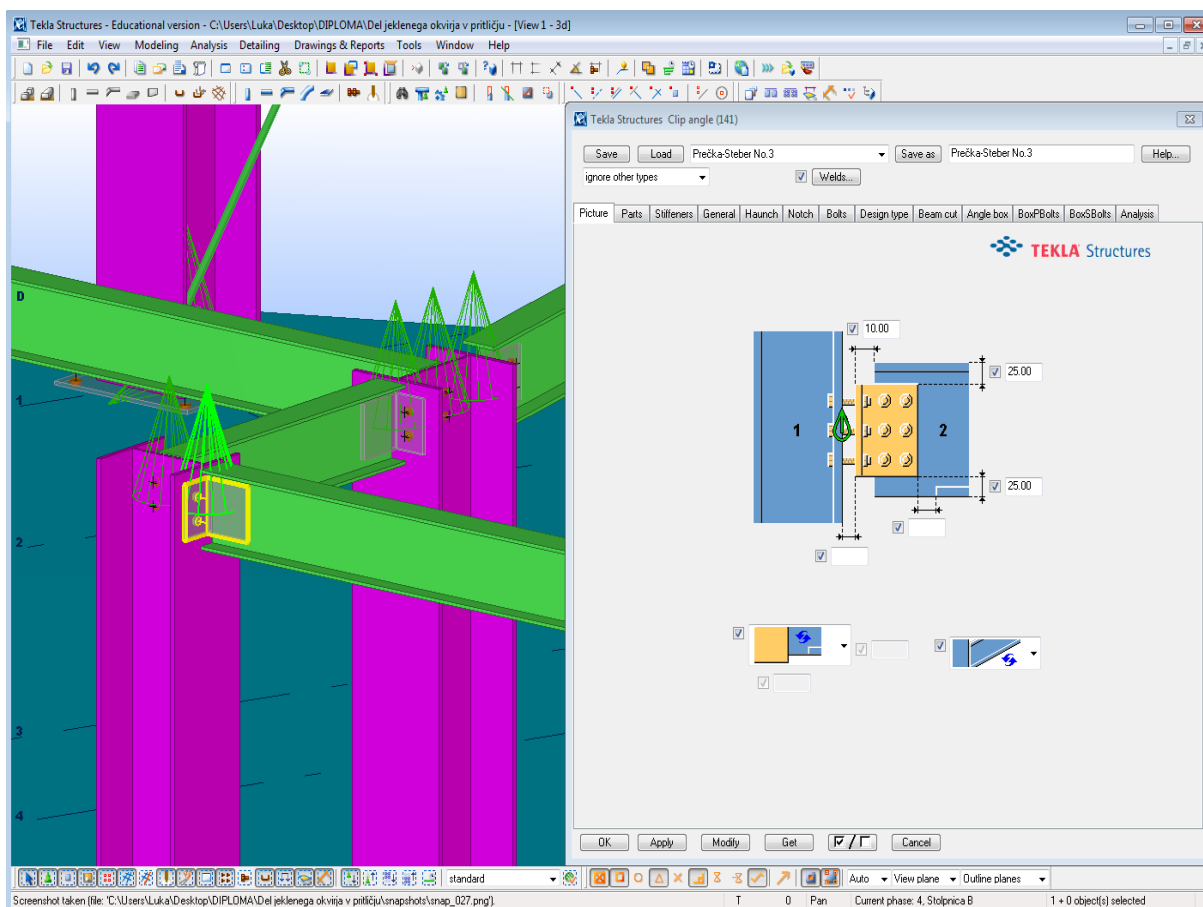 Tekla Structures - Educational version - C:\Users\Luka\Desktop\DIPLOMA\Del jeklenega okvirja v pritličju - [View1 - 3d]
File Edit View Modeling Analysis Detailing Drawings & Reports Tools Window Help
Tekla Structures Clip angle (141)
Save Load Prečka-Steber No.3 Save as Prečka-Steber No.3 Help...
ignore other types Welds...
Picture Parts Stiffeners General Haunch Notch Bolts Design type Beam cut Angle box BoxPBolts BoxSBolts Analysis
TEKLA Structures
10.00
25.00
1 2
25.00
D
1
2
3
4
OK Apply Modify Get Cancel
standard Auto View plane Outline planes
Screenshot taken (file: 'C:\Users\Luka\Desktop\DIPLOMA\Del jeklenega okvirja v pritličju\snapshots\snap_027.png'). T 0 Pan Current phase: 4, Stolpnica B 1 + 0 object(s) selected